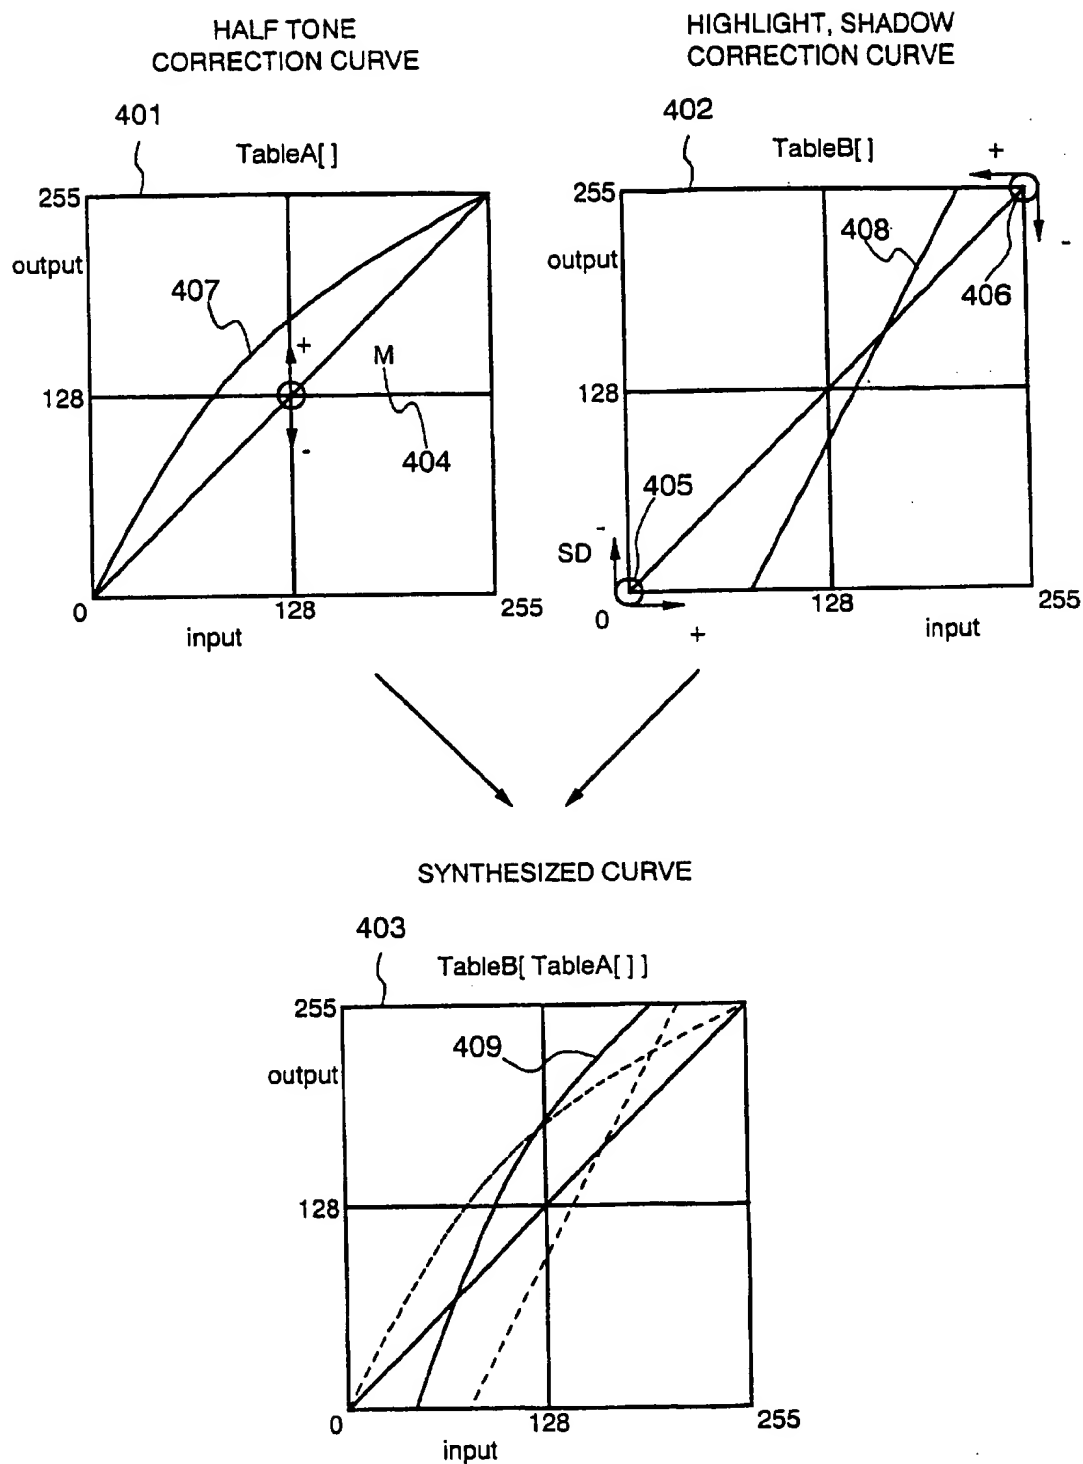 HALF TONE
CORRECTION CURVE
401
TableA[ ]
255
output
407
+
M
128
-
404
0
128
255
input
HIGHLIGHT, SHADOW
CORRECTION CURVE
402
TableB[ ]
+
255
408
-
output
406
128
405
-
SD
0
128
255
+
input
SYNTHESIZED CURVE
403
TableB[ TableA[ ] ]
255
409
output
128
0
128
255
input